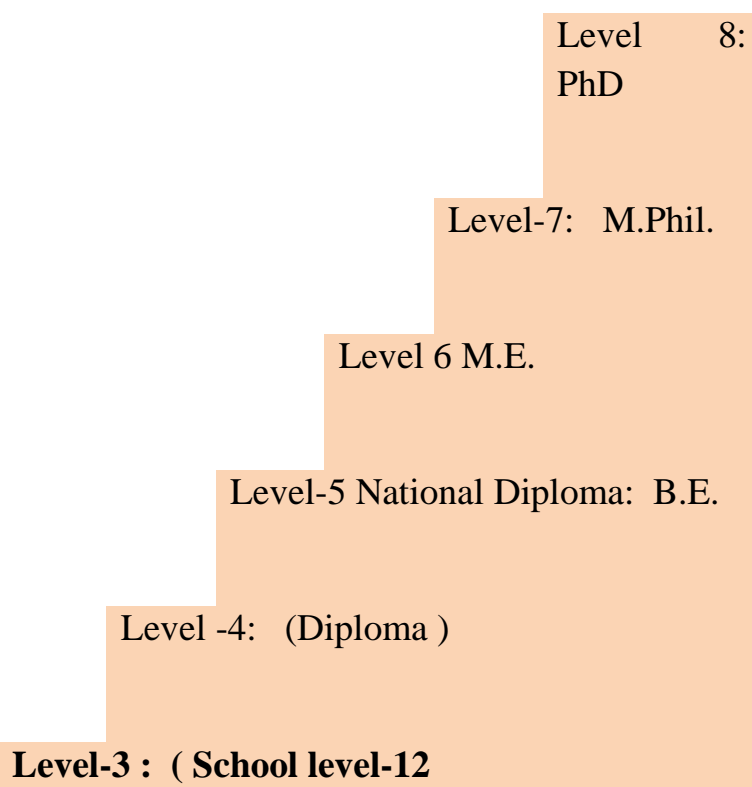 Level 8:
PhD
Level-7: M.Phil.
Level 6 M.E.
Level-5 National Diploma: B.E.
Level -4: (Diploma )
Level-3 : ( School level-12